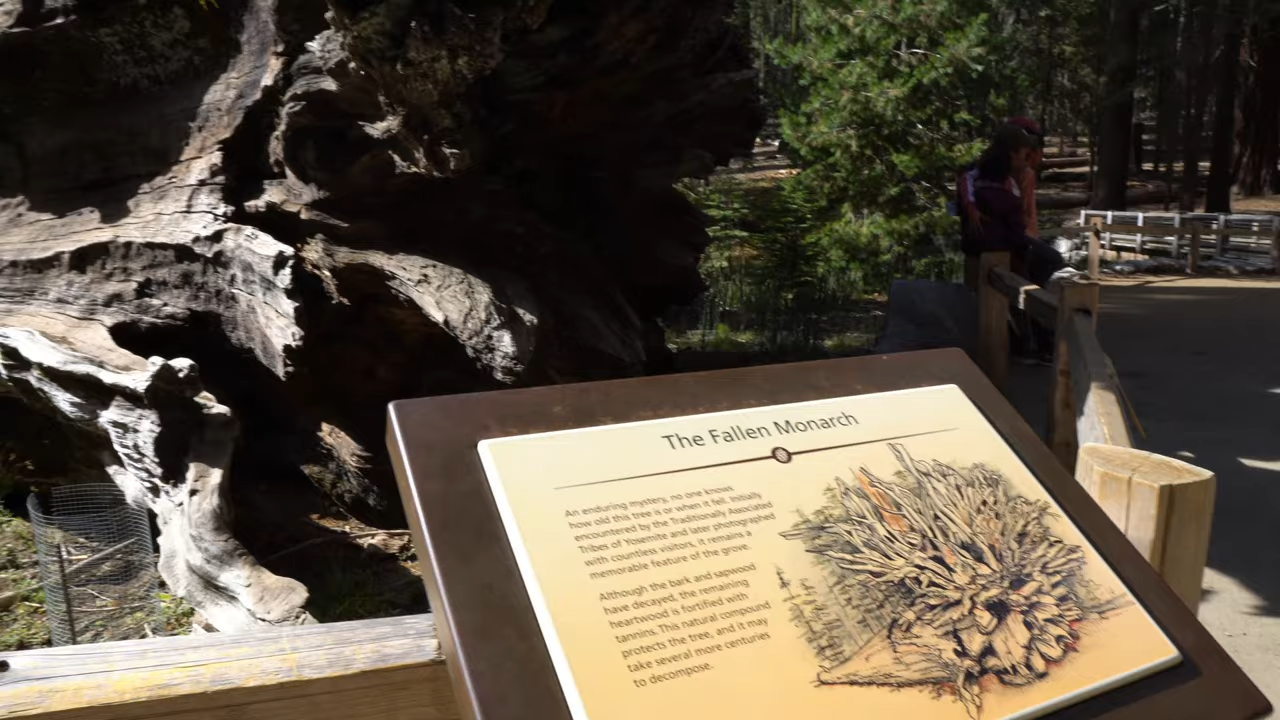 The Fallen Monarch
An enduring mystery, no one knows
how old this tree is or when it fell. Initially
encountered by the Traditionally Associated
Tribes of Yosemite and later photographed
with countless visitors, it remains a
memorable feature of the grove.
Although the bark and sapwood
have decayed, the remaining
heartwood is fortified with
tannins. This natural compound
protects the tree, and it may
take several more centuries
to decompose.